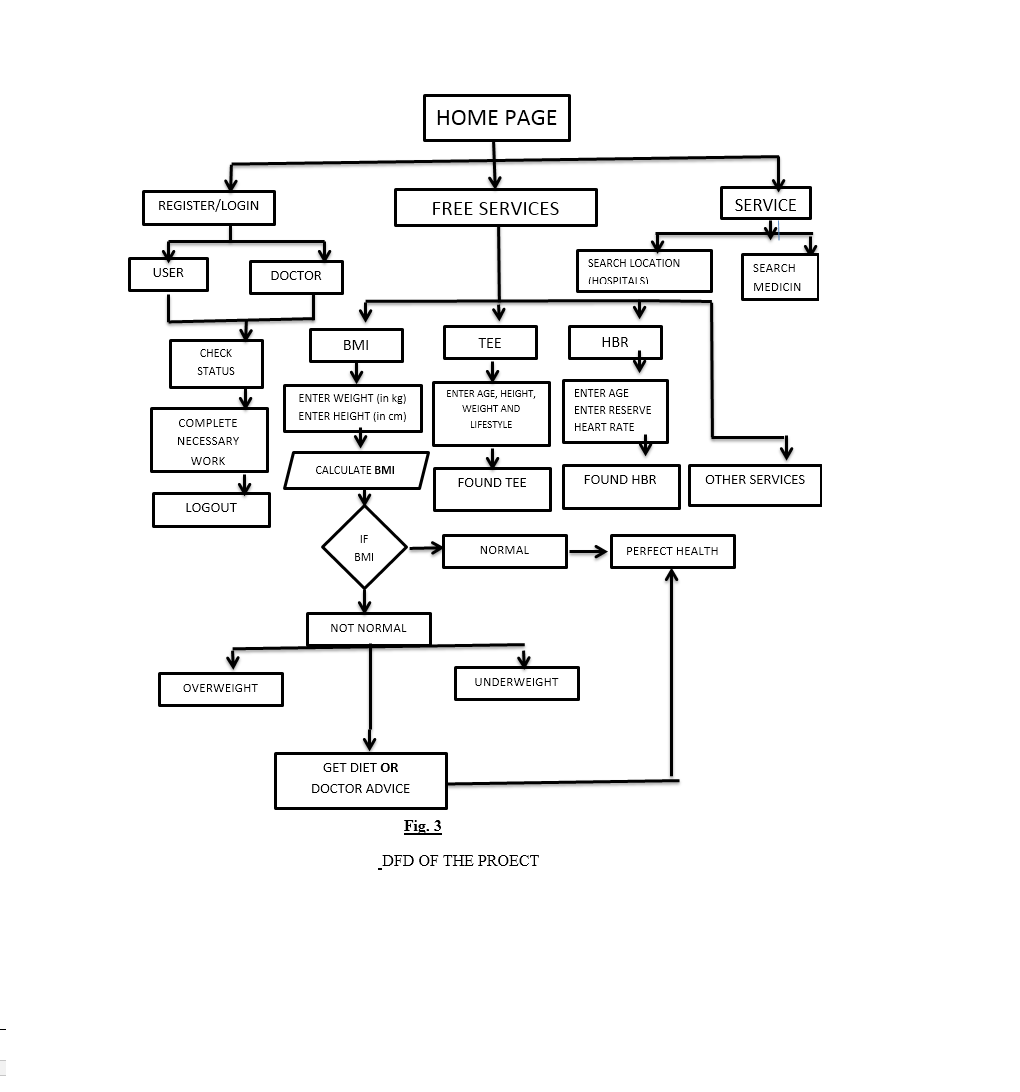 HOME PAGE
REGISTER/LOGIN
FREE SERVICES
SERVICE
USER
DOCTOR
SEARCH LOCATION
(HOSPITALS)
SEARCH
MEDICIN
CHECK
STATUS
COMPLETE
NECESSARY
WORK
LOGOUT
BMI
TEE
HBR
ENTER WEIGHT (in kg)
ENTER HEIGHT (in cm)
ENTER AGE, HEIGHT,
WEIGHT AND
LIFESTYLE
ENTER AGE
ENTER RESERVE
HEART RATE
CALCULATE BMI
FOUND TEE
FOUND HBR
OTHER SERVICES
IF
BMI
NORMAL
PERFECT HEALTH
NOT NORMAL
OVERWEIGHT
UNDERWEIGHT
GET DIET OR
DOCTOR ADVICE
Fig. 3
DFD OF THE PROECT